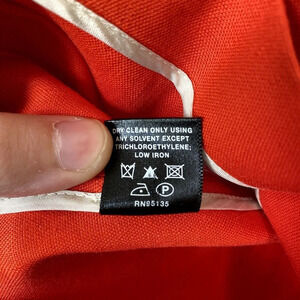 DRY CLEAN ONLY USING
ANY SOLVENT EXCEPT
TRICHLOROETHYLENE;
LOW IRON
P
RN95135